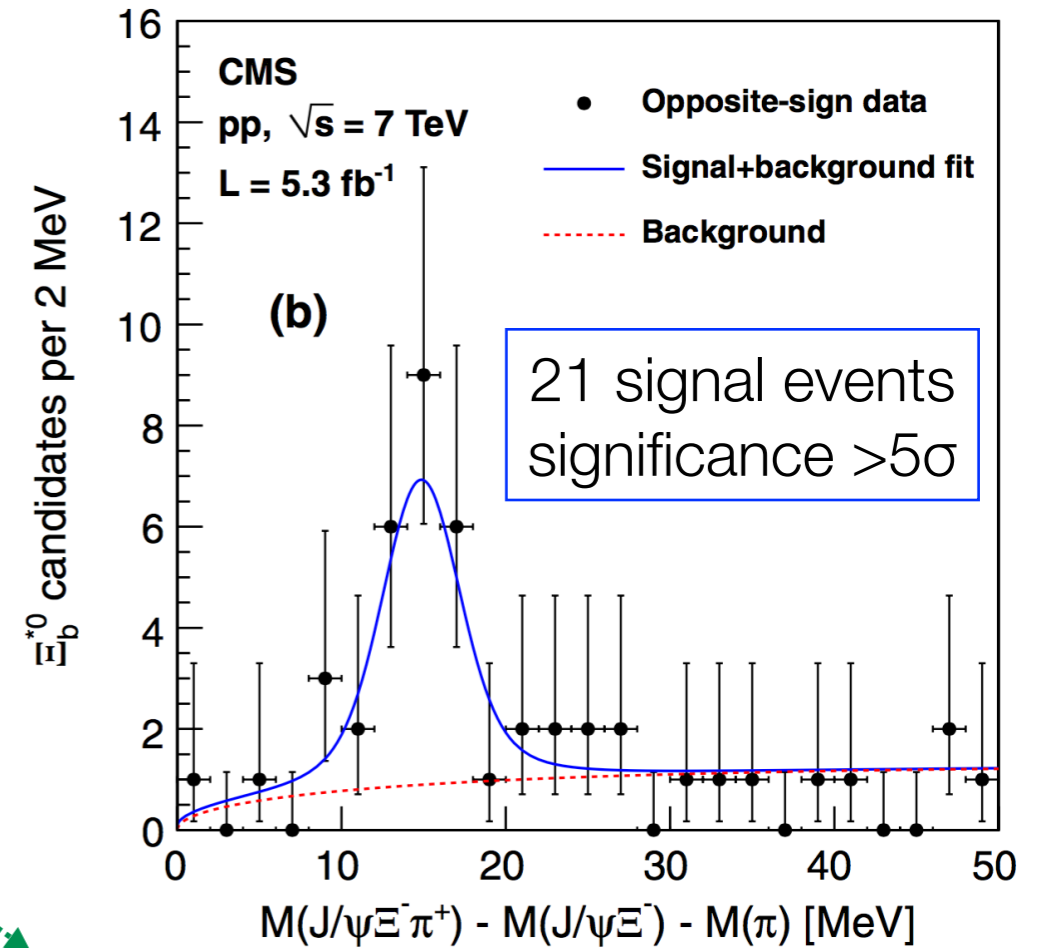 CMS
pp, √s = 7 TeV
L = 5.3 fb⁻¹
Opposite-sign data
Signal+background fit
Background
(b)
21 signal events
significance >5σ
Ξb*0 candidates per 2 MeV
16
14
12
10
8
6
4
2
0
0 10 20 30 40 50
M(J/ψΞ⁻π⁺) - M(J/ψΞ⁻) - M(π) [MeV]